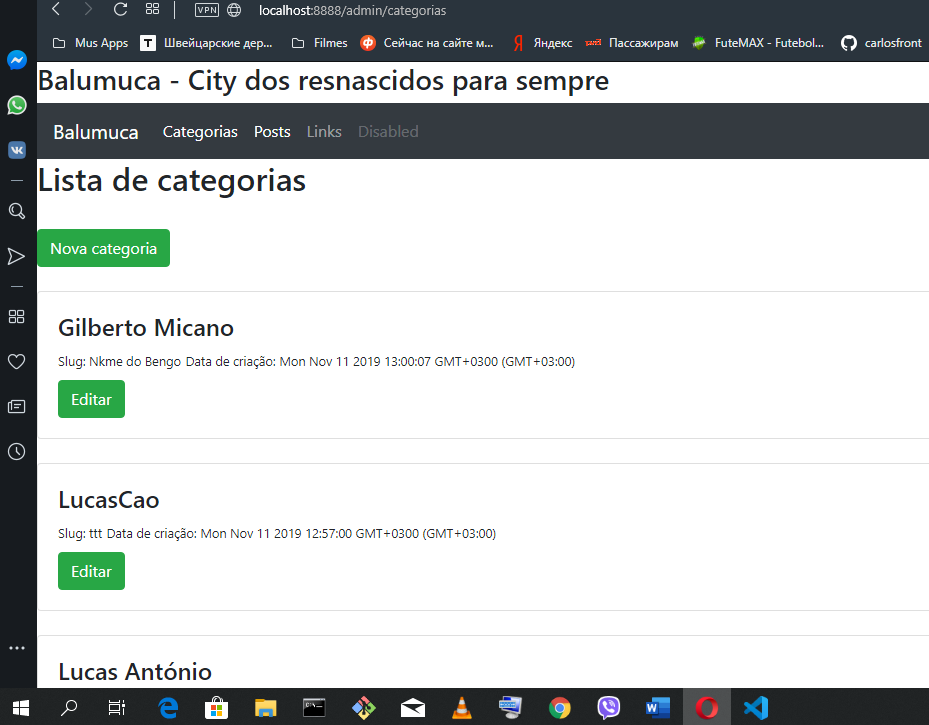 VPN localhost:8888/admin/categorias
Mus Apps T Швейцарские дер... Filmes Сейчас на сайте м... Я Яндекс Пассажирам FuteMAX - Futebol... carlosfront
Balumuca - City dos resnascidos para sempre
Balumuca Categorias Posts Links Disabled
Lista de categorias
Nova categoria
Gilberto Micano
Slug: Nkme do Bengo Data de criação: Mon Nov 11 2019 13:00:07 GMT+0300 (GMT+03:00)
Editar
LucasCao
Slug: ttt Data de criação: Mon Nov 11 2019 12:57:00 GMT+0300 (GMT+03:00)
Editar
Lucas António